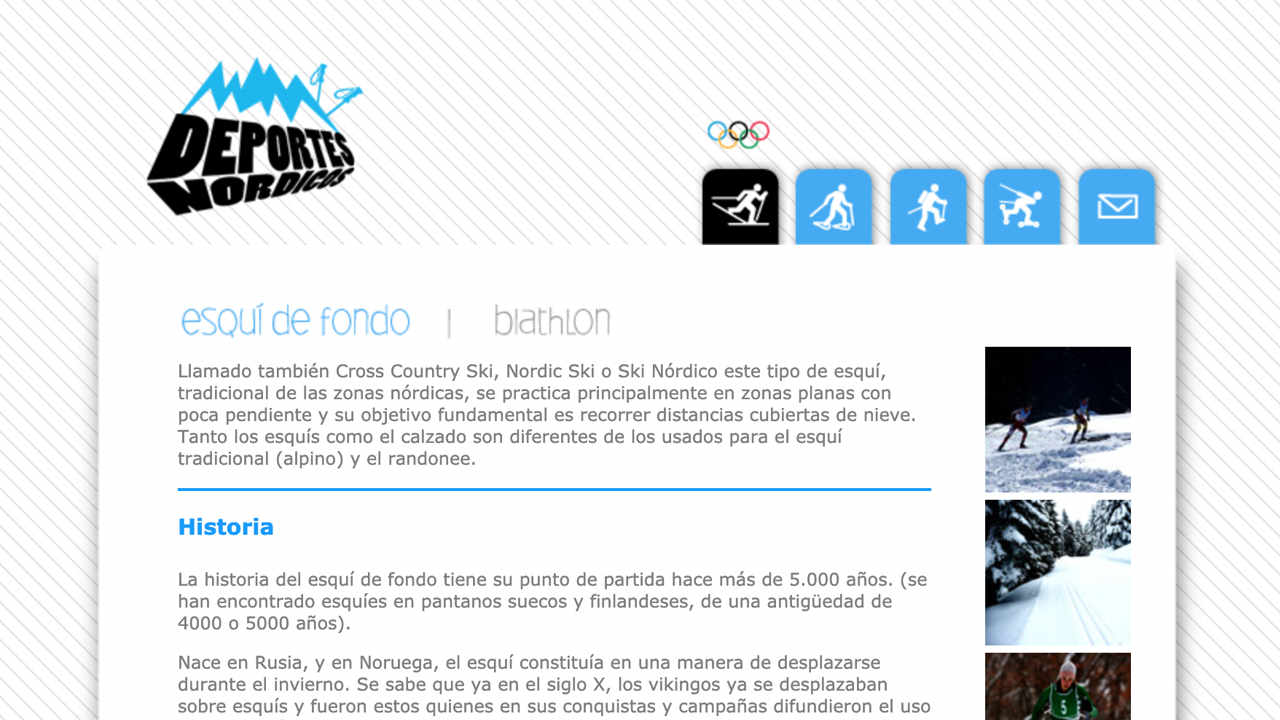 DEPORTES
NORDICOS
esquí de fondo | biathlon
Llamado también Cross Country Ski, Nordic Ski o Ski Nórdico este tipo de esquí,
tradicional de las zonas nórdicas, se practica principalmente en zonas planas con
poca pendiente y su objetivo fundamental es recorrer distancias cubiertas de nieve.
Tanto los esquís como el calzado son diferentes de los usados para el esquí
tradicional (alpino) y el randonee.
Historia
La historia del esquí de fondo tiene su punto de partida hace más de 5.000 años. (se
han encontrado esquíes en pantanos suecos y finlandeses, de una antigüedad de
4000 o 5000 años).
Nace en Rusia, y en Noruega, el esquí constituía en una manera de desplazarse
durante el invierno. Se sabe que ya en el siglo X, los vikingos ya se desplazaban
sobre esquís y fueron estos quienes en sus conquistas y campañas difundieron el uso
5